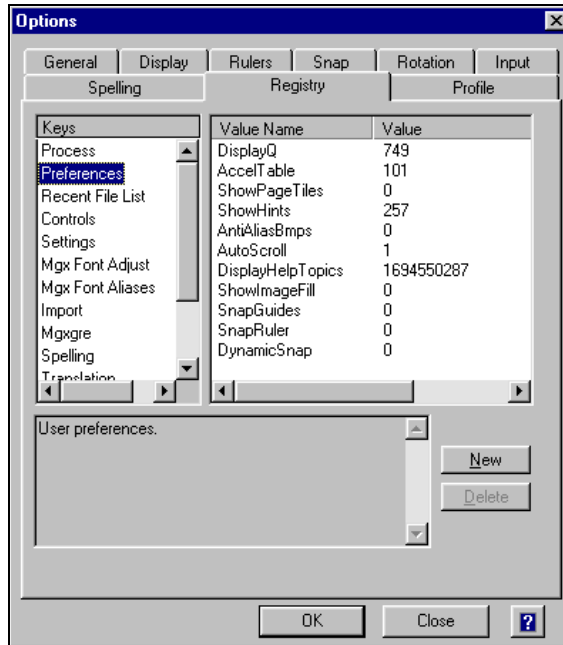 Options
General Display Rulers Snap Rotation Input
Spelling Registry Profile
Keys
Process
Preferences
Recent File List
Controls
Settings
Mgx Font Adjust
Mgx Font Aliases
Import
Mgxgre
Spelling
Translation
Value Name Value
DisplayQ 749
AccelTable 101
ShowPageTiles 0
ShowHints 257
AntiAliasBmps 0
AutoScroll 1
DisplayHelpTopics 1694550287
ShowImageFill 0
SnapGuides 0
SnapRuler 0
DynamicSnap 0
User preferences.
New
Delete
OK Close ?